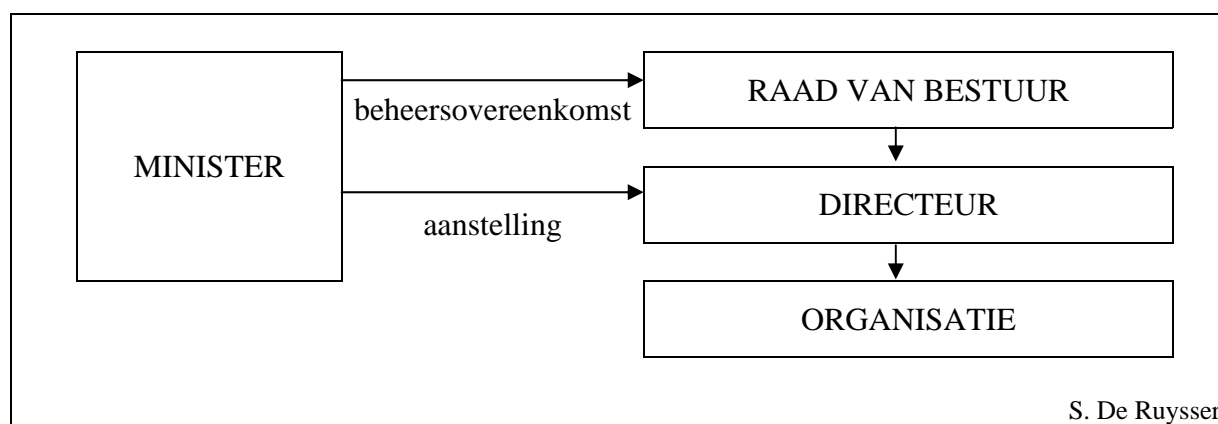 MINISTER
beheersovereenkomst
aanstelling
RAAD VAN BESTUUR
DIRECTEUR
ORGANISATIE
S. De Ruysser